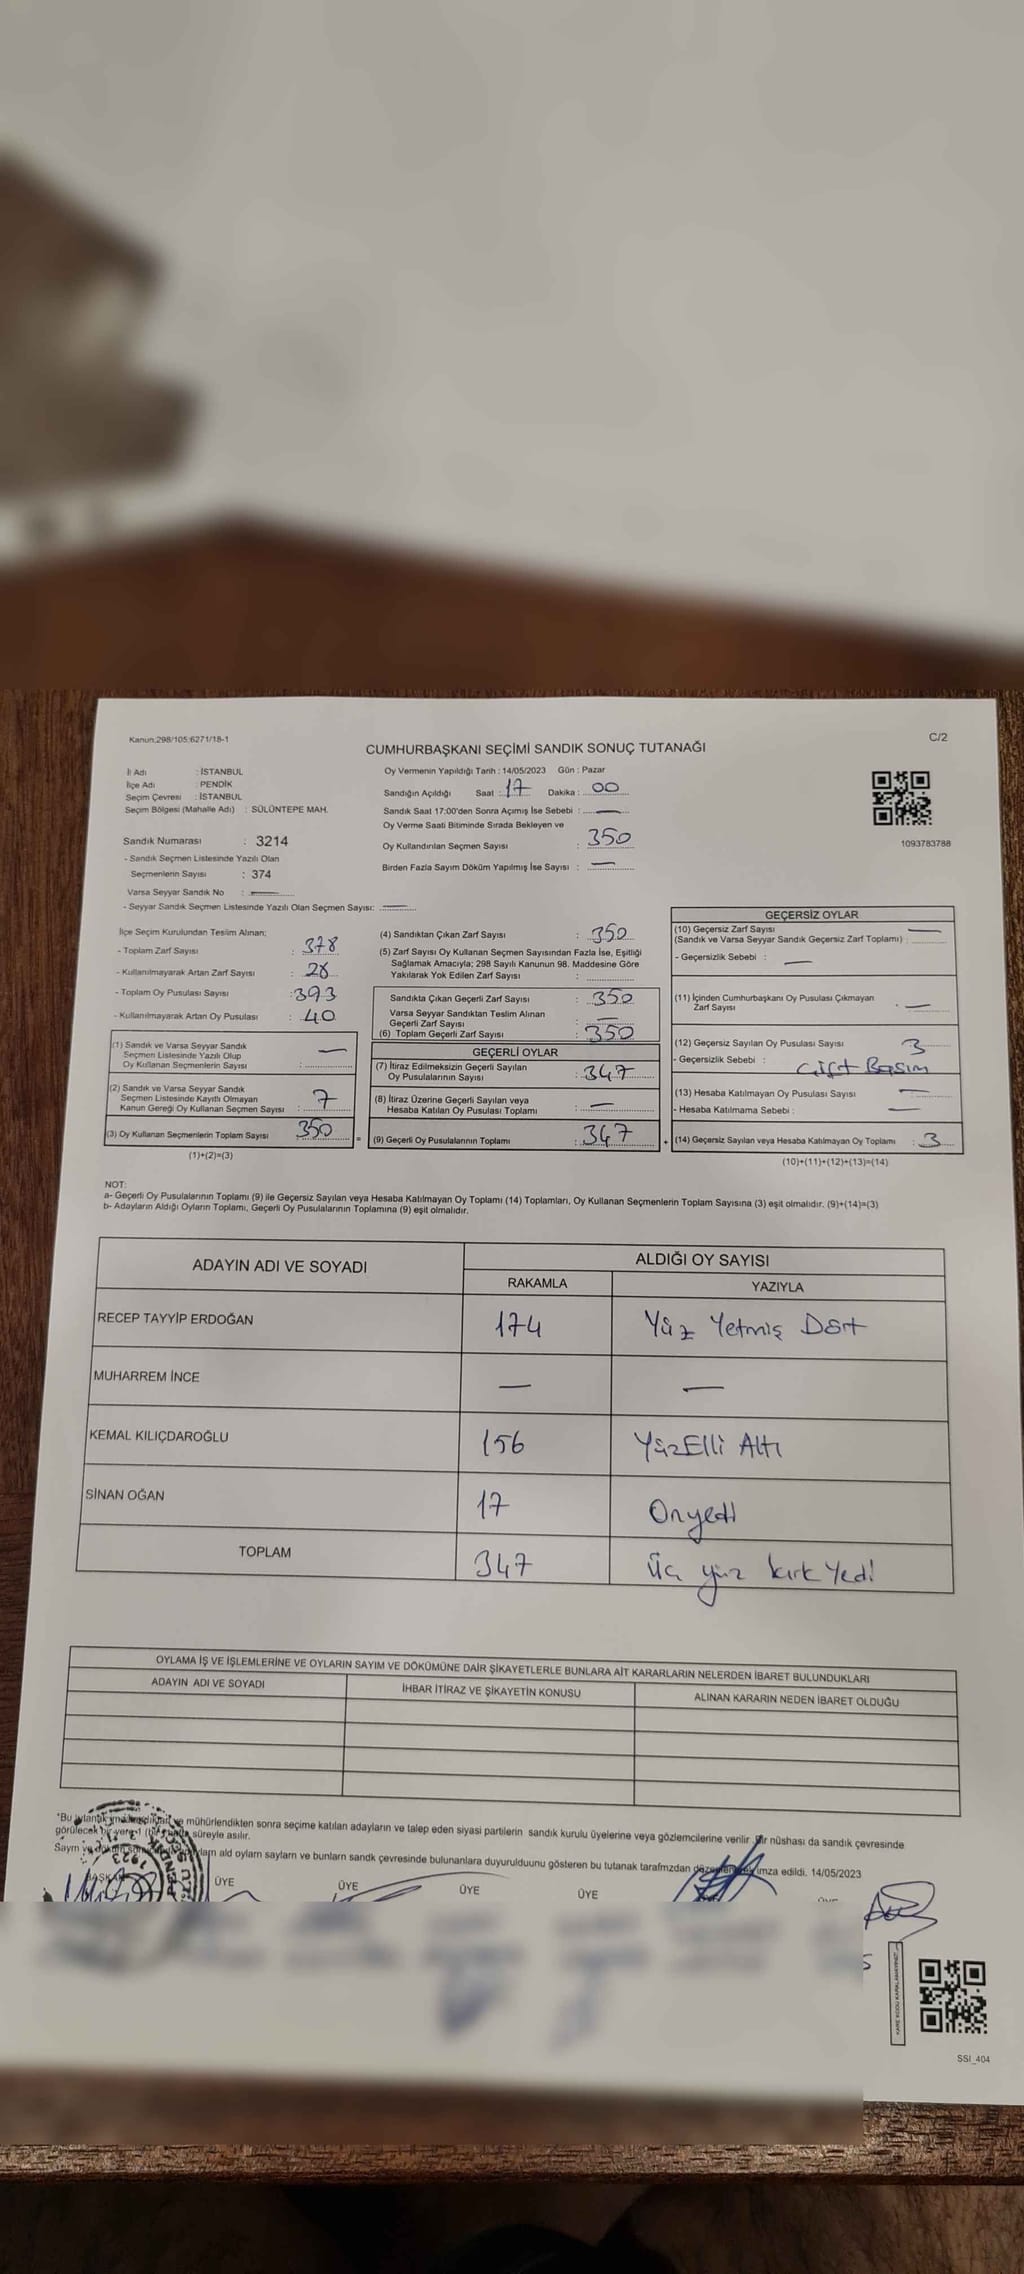 Kanun:298/105;6271/18-1
C/2
CUMHURBAŞKANI SEÇİMİ SANDIK SONUÇ TUTANAĞI
İl Adı : İSTANBUL
İlçe Adı : PENDİK
Seçim Çevresi : İSTANBUL
Seçim Bölgesi (Mahalle Adı) : SÜLÜNTEPE MAH.
Sandık Numarası : 3214
- Sandık Seçmen Listesinde Yazılı Olan
Seçmenlerin Sayısı : 374
Varsa Seyyar Sandık No : —
- Seyyar Sandık Seçmen Listesinde Yazılı Olan Seçmen Sayısı: —
Oy Vermenin Yapıldığı Tarih : 14/05/2023 Gün : Pazar
Sandığın Açıldığı Saat : 17 Dakika : 00
Sandık Saat 17:00'den Sonra Açımış İse Sebebi : —
Oy Verme Saati Bitiminde Sırada Bekleyen ve
Oy Kullandırılan Seçmen Sayısı : 350
Birden Fazla Sayım Döküm Yapılmış İse Sayısı : —
1093783788
İlçe Seçim Kurulundan Teslim Alınan:
- Toplam Zarf Sayısı : 378
- Kullanılmayarak Artan Zarf Sayısı : 28
- Toplam Oy Pusulası Sayısı : 393
- Kullanılmayarak Artan Oy Pusulası : 40
(1) Sandık ve Varsa Seyyar Sandık
Seçmen Listesinde Yazılı Olup
Oy Kullanan Seçmenlerin Sayısı : —
(2) Sandık ve Varsa Seyyar Sandık
Seçmen Listesinde Kayıtlı Olmayan
Kanun Gereği Oy Kullanan Seçmen Sayısı : 7
(3) Oy Kullanan Seçmenlerin Toplam Sayısı 350
(1)+(2)=(3)
(4) Sandıktan Çıkan Zarf Sayısı : 350
(5) Zarf Sayısı Oy Kullanan Seçmen Sayısından Fazla İse, Eşitliği
Sağlamak Amacıyla; 298 Sayılı Kanunun 98. Maddesine Göre
Yakılarak Yok Edilen Zarf Sayısı :
Sandıkta Çıkan Geçerli Zarf Sayısı : 350
Varsa Seyyar Sandıktan Teslim Alınan
Geçerli Zarf Sayısı : —
(6) Toplam Geçerli Zarf Sayısı : 350
GEÇERLİ OYLAR
(7) İtiraz Edilmeksizin Geçerli Sayılan
Oy Pusulalarının Sayısı : 347
(8) İtiraz Üzerine Geçerli Sayılan veya
Hesaba Katılan Oy Pusulası Toplamı : —
= (9) Geçerli Oy Pusulalarının Toplamı : 347
GEÇERSİZ OYLAR
(10) Geçersiz Zarf Sayısı
(Sandık ve Varsa Seyyar Sandık Geçersiz Zarf Toplamı) : —
- Geçersizlik Sebebi : —
(11) İçinden Cumhurbaşkanı Oy Pusulası Çıkmayan
Zarf Sayısı : —
(12) Geçersiz Sayılan Oy Pusulası Sayısı 3
- Geçersizlik Sebebi : Çift Basım
(13) Hesaba Katılmayan Oy Pusulası Sayısı : —
- Hesaba Katılmama Sebebi : —
+ (14) Geçersiz Sayılan veya Hesaba Katılmayan Oy Toplamı : 3
(10)+(11)+(12)+(13)=(14)
NOT:
a- Geçerli Oy Pusulalarının Toplamı (9) ile Geçersiz Sayılan veya Hesaba Katılmayan Oy Toplamı (14) Toplamları, Oy Kullanan Seçmenlerin Toplam Sayısına (3) eşit olmalıdır. (9)+(14)=(3)
b- Adayların Aldığı Oyların Toplamı, Geçerli Oy Pusulalarının Toplamına (9) eşit olmalıdır.
ADAYIN ADI VE SOYADI ALDIĞI OY SAYISI
RAKAMLA YAZIYLA
RECEP TAYYİP ERDOĞAN 174 Yüz Yetmiş Dört
MUHARREM İNCE — —
KEMAL KILIÇDAROĞLU 156 YüzElli Altı
SİNAN OĞAN 17 Onyedi
TOPLAM 347 Üç yüz kırk Yedi
OYLAMA İŞ VE İŞLEMLERİNE VE OYLARIN SAYIM VE DÖKÜMÜNE DAİR ŞİKAYETLERLE BUNLARA AİT KARARLARIN NELERDEN İBARET BULUNDUKLARI
ADAYIN ADI VE SOYADI İHBAR İTİRAZ VE ŞİKAYETİN KONUSU ALINAN KARARIN NEDEN İBARET OLDUĞU
*Bu mühürlendikten sonra seçime katılan adayların ve talep eden siyasi partilerin sandık kurulu üyelerine veya gözlemcilerine verilir. Bir nüshası da sandık çevresinde
görülecek bir yere süreyle asılır.
Sayım ve ald oylam saylarn ve bunlarn sandk çevresinde bulunanlara duyurulduunu gösteren bu tutanak tarafmzdan imza edildi. 14/05/2023
BAŞKAN ÜYE ÜYE ÜYE ÜYE
1923
SSI_404